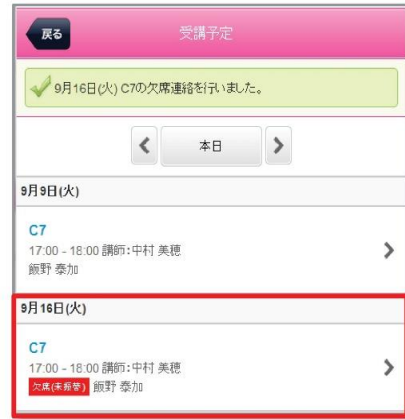 戻る
受講予定
9月16日(火) C7の欠席連絡を行いました。
本日
9月9日(火)
C7
17:00 - 18:00 講師:中村 美穂
飯野 泰加
9月16日(火)
C7
17:00 - 18:00 講師:中村 美穂
欠席(未振替) 飯野 泰加